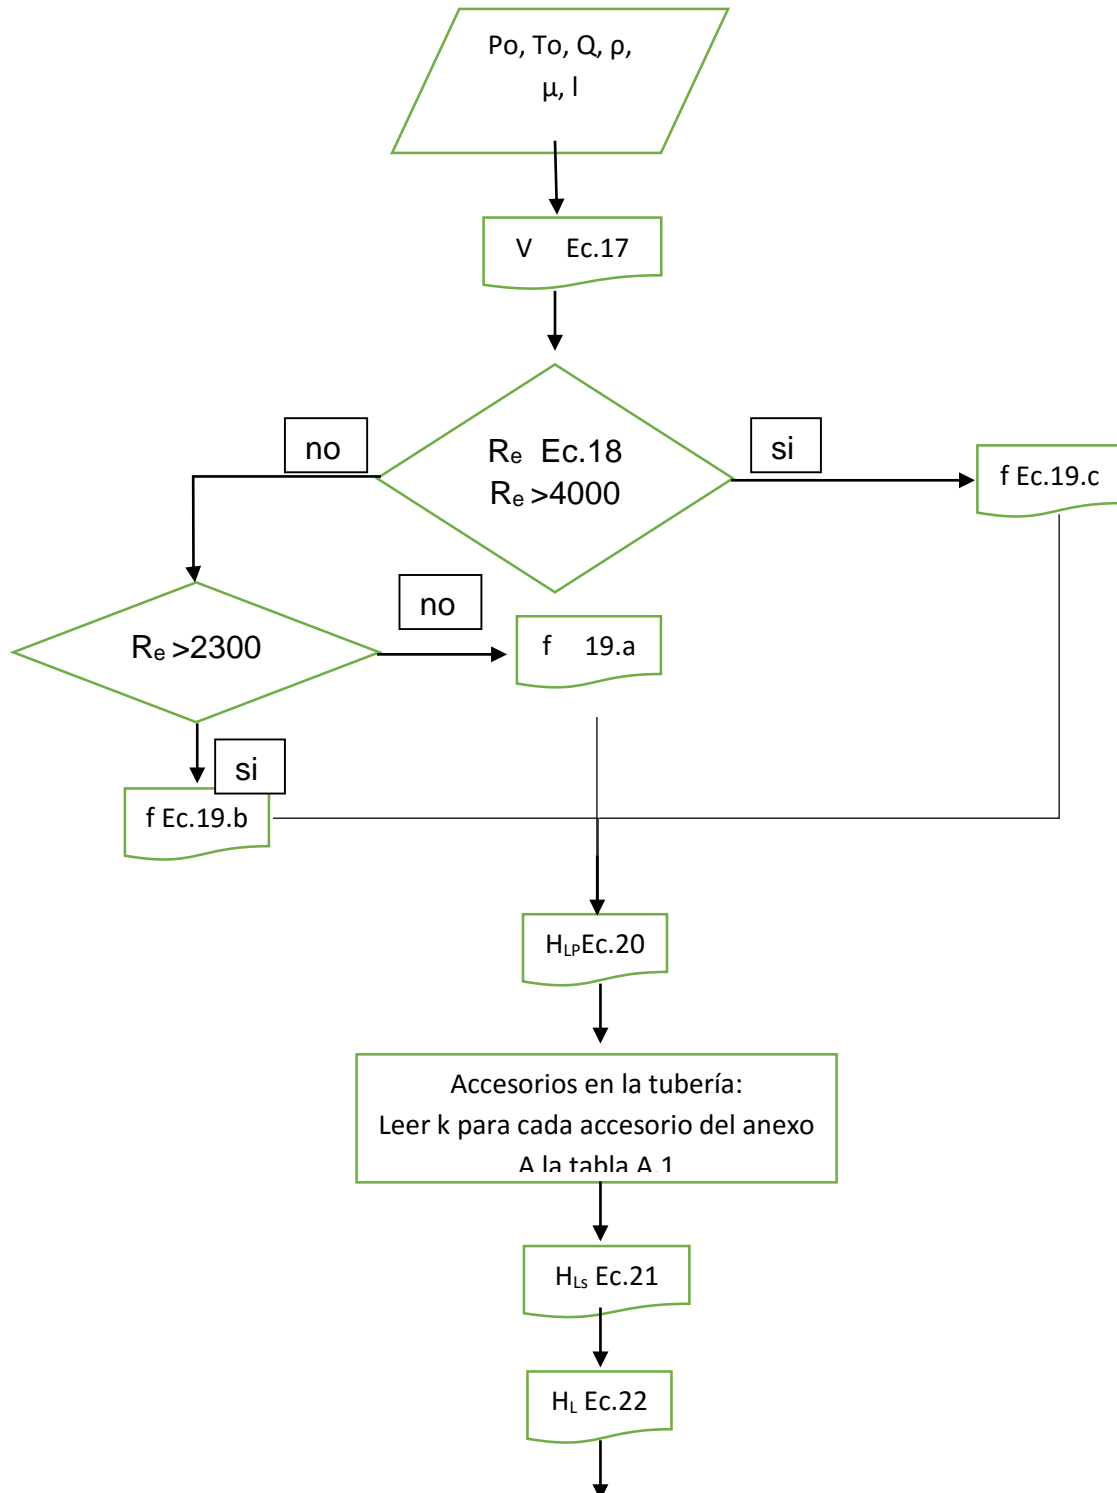 Po, To, Q, ρ,
μ, l
V Ec.17
no
Re Ec.18
Re >4000
si
f Ec.19.c
Re >2300
no
f 19.a
si
f Ec.19.b
HLP Ec.20
Accesorios en la tubería:
Leer k para cada accesorio del anexo
A la tabla A.1
HLs Ec.21
HL Ec.22